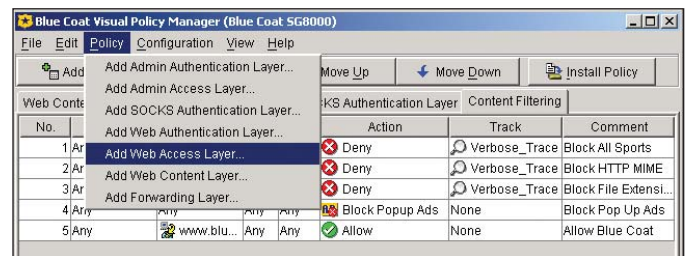 Blue Coat Visual Policy Manager (Blue Coat SG8000)
File Edit Policy Configuration View Help
Add Move Up Move Down Install Policy
Add Admin Authentication Layer...
Add Admin Access Layer...
Add SOCKS Authentication Layer...
Add Web Authentication Layer...
Add Web Access Layer...
Add Web Content Layer...
Add Forwarding Layer...
Web Conte KS Authentication Layer Content Filtering
No. Action Track Comment
1 Deny Verbose_Trace Block All Sports
2 Deny Verbose_Trace Block HTTP MIME
3 Deny Verbose_Trace Block File Extensi...
4 Any Any Any Any Block Popup Ads None Block Pop Up Ads
5 Any www.blu... Any Any Allow None Allow Blue Coat